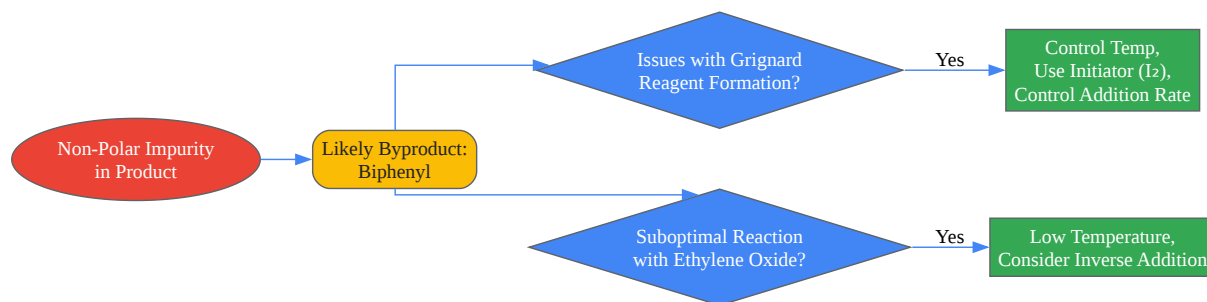 Non-Polar Impurity
in Product
Likely Byproduct:
Biphenyl
Issues with Grignard
Reagent Formation?
Yes
Control Temp,
Use Initiator (I₂),
Control Addition Rate
Suboptimal Reaction
with Ethylene Oxide?
Yes
Low Temperature,
Consider Inverse Addition